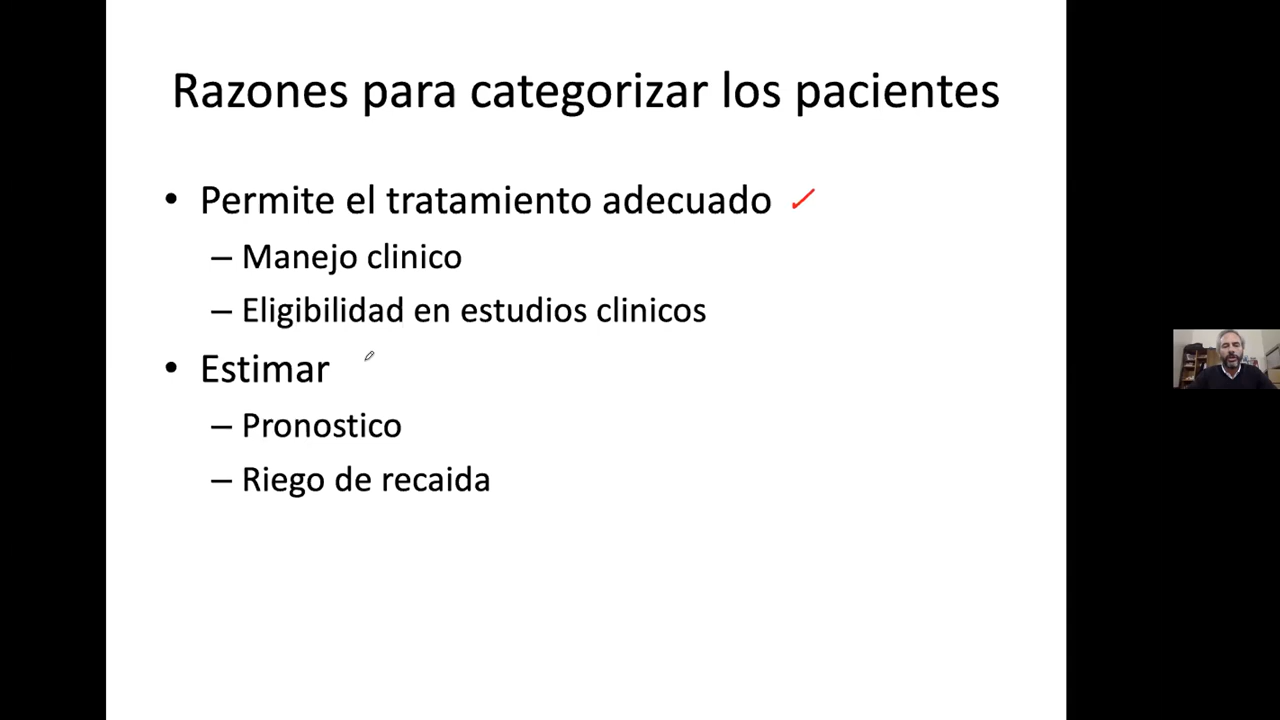 Razones para categorizar los pacientes
• Permite el tratamiento adecuado ✓
– Manejo clinico
– Eligibilidad en estudios clinicos
• Estimar
– Pronostico
– Riego de recaida